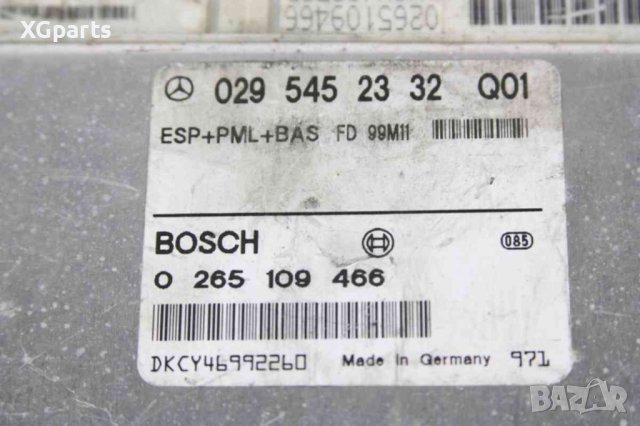 XGparts
0265109466
029 545 23 32 Q01
ESP+PML+BAS FD 99M11
BOSCH
085
0 265 109 466
DKCY46992260 Made in Germany 971
BAZAR